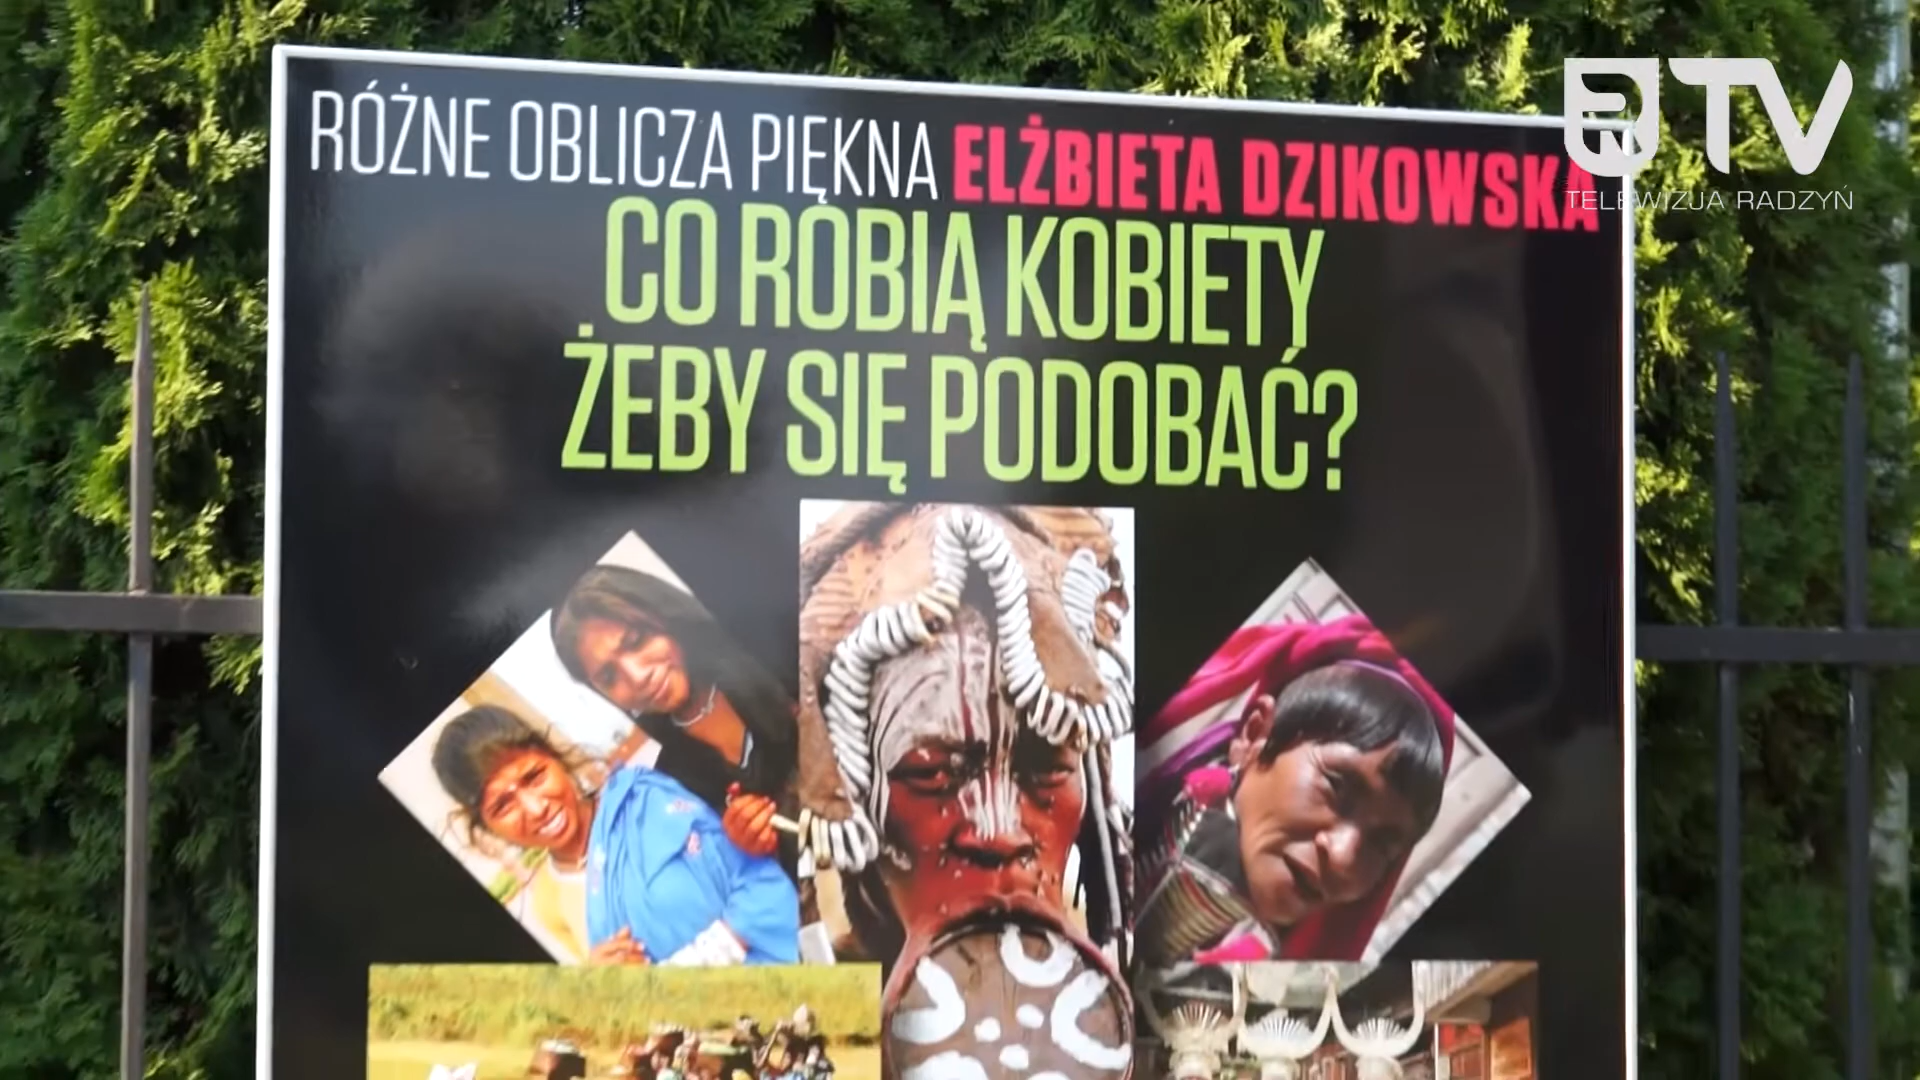 RÓŻNE OBLICZA PIĘKNA ELŻBIETA DZIKOWSKA
CO ROBIĄ KOBIETY
ŻEBY SIĘ PODOBAĆ?
TV
TELEWIZJA RADZYŃ